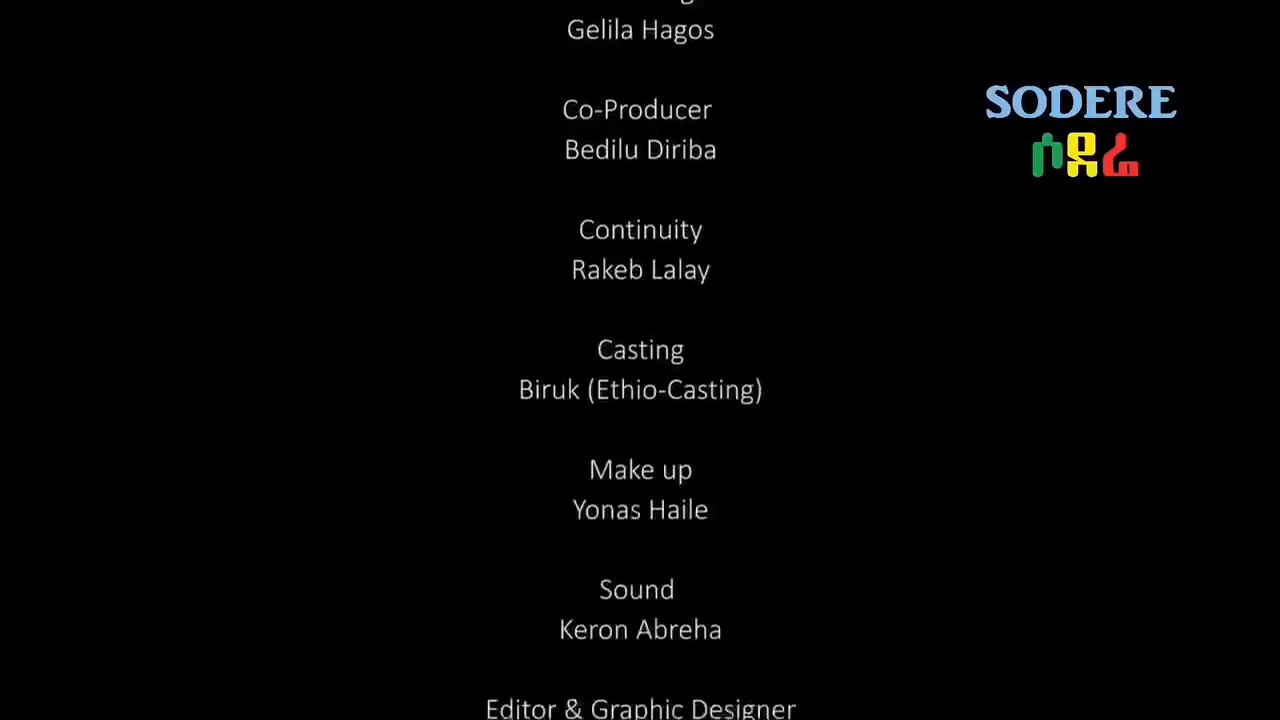 Gelila Hagos
Co-Producer
Bedilu Diriba
Continuity
Rakeb Lalay
Casting
Biruk (Ethio-Casting)
Make up
Yonas Haile
Sound
Keron Abreha
Editor & Graphic Designer
SODERE
ሶደሬ